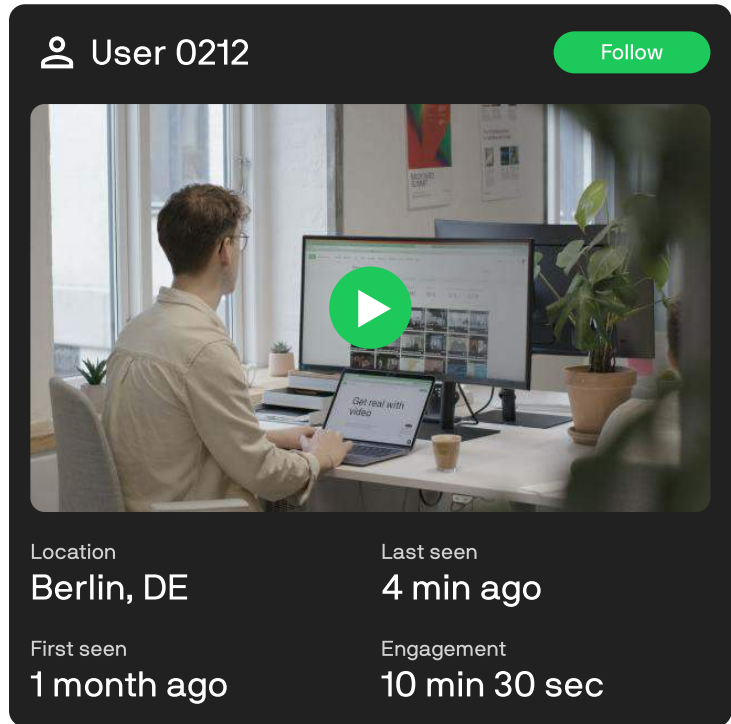 User 0212
Follow
Get real with
video
Location
Last seen
Berlin, DE
4 min ago
First seen
Engagement
1 month ago
10 min 30 sec